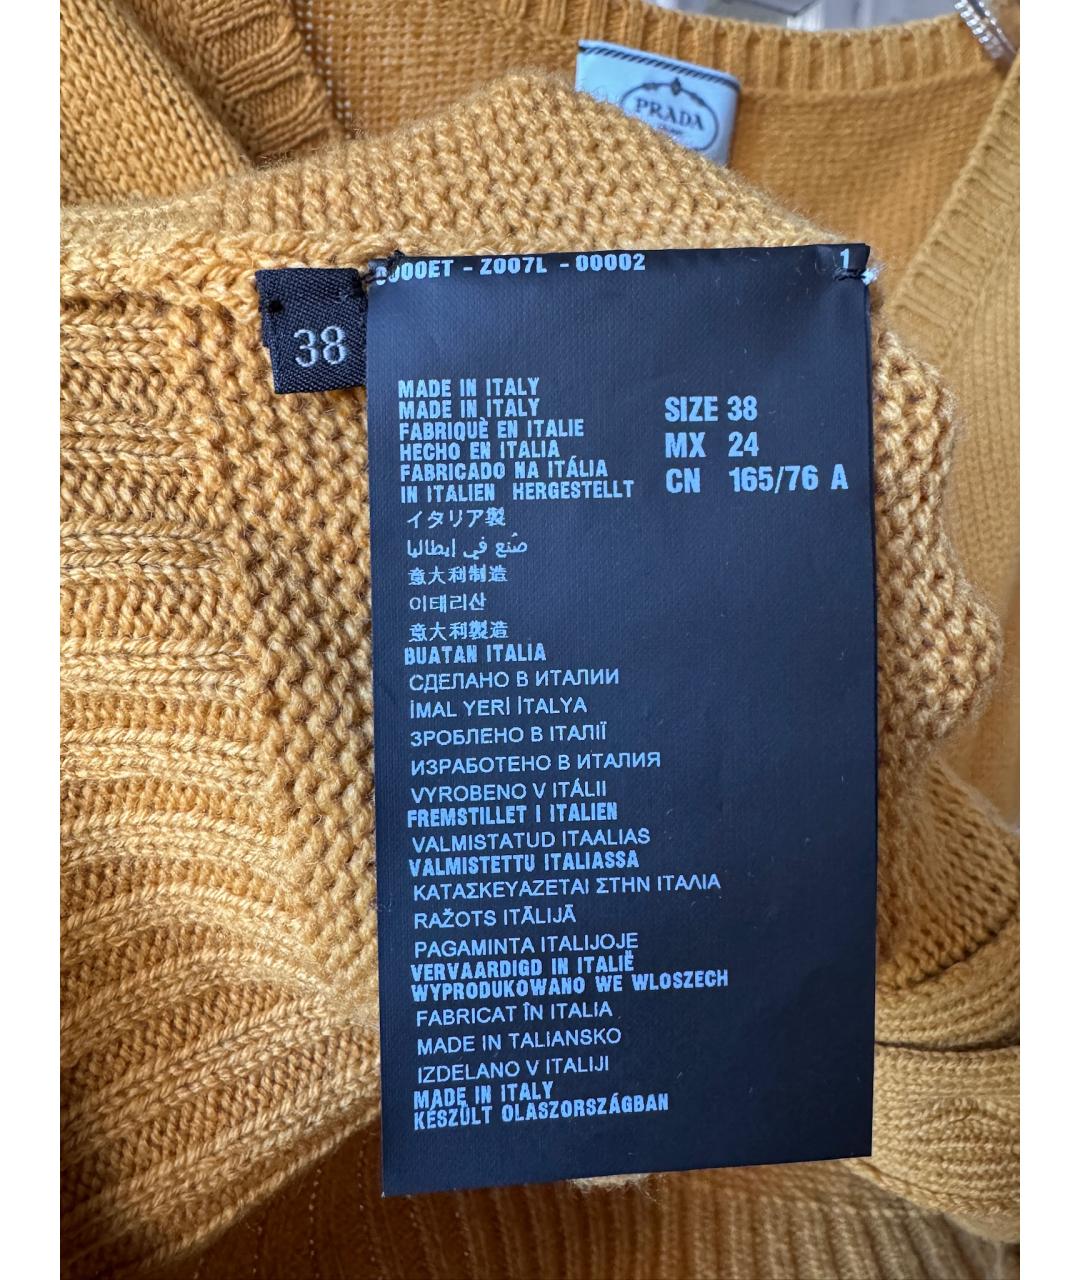 PRADA
0000ET - Z007L - 00002 1
38
MADE IN ITALY
MADE IN ITALY
FABRIQUÈ EN ITALIE
HECHO EN ITALIA
FABRICADO NA ITÁLIA
IN ITALIEN HERGESTELLT
SIZE 38
MX 24
CN 165/76 A
イタリア製
صُنع في إيطاليا
意大利制造
이태리산
意大利製造
BUATAN ITALIA
СДЕЛАНО В ИТАЛИИ
İMAL YERİ İTALYA
ЗРОБЛЕНО В ІТАЛІЇ
ИЗРАБОТЕНО В ИТАЛИЯ
VYROBENO V ITÁLII
FREMSTILLET I ITALIEN
VALMISTATUD ITAALIAS
VALMISTETTU ITALIASSA
ΚΑΤΑΣΚΕΥΑΖΕΤΑΙ ΣΤΗΝ ΙΤΑΛΙΑ
RAŽOTS ITĀLIJĀ
PAGAMINTA ITALIJOJE
VERVAARDIGD IN ITALIË
WYPRODUKOWANO WE WLOSZECH
FABRICAT ÎN ITALIA
MADE IN TALIANSKO
IZDELANO V ITALIJI
MADE IN ITALY
KÉSZÜLT OLASZORSZÁGBAN